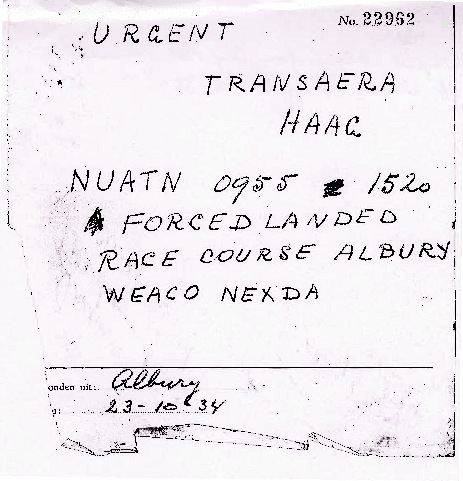 No. 22962
URGENT
TRANSAERA
HAAG
NUATN 0955 1520
FORCED LANDED
RACE COURSE ALBURY
WEACO NEXDA
onden uit: Albury
23-10-34